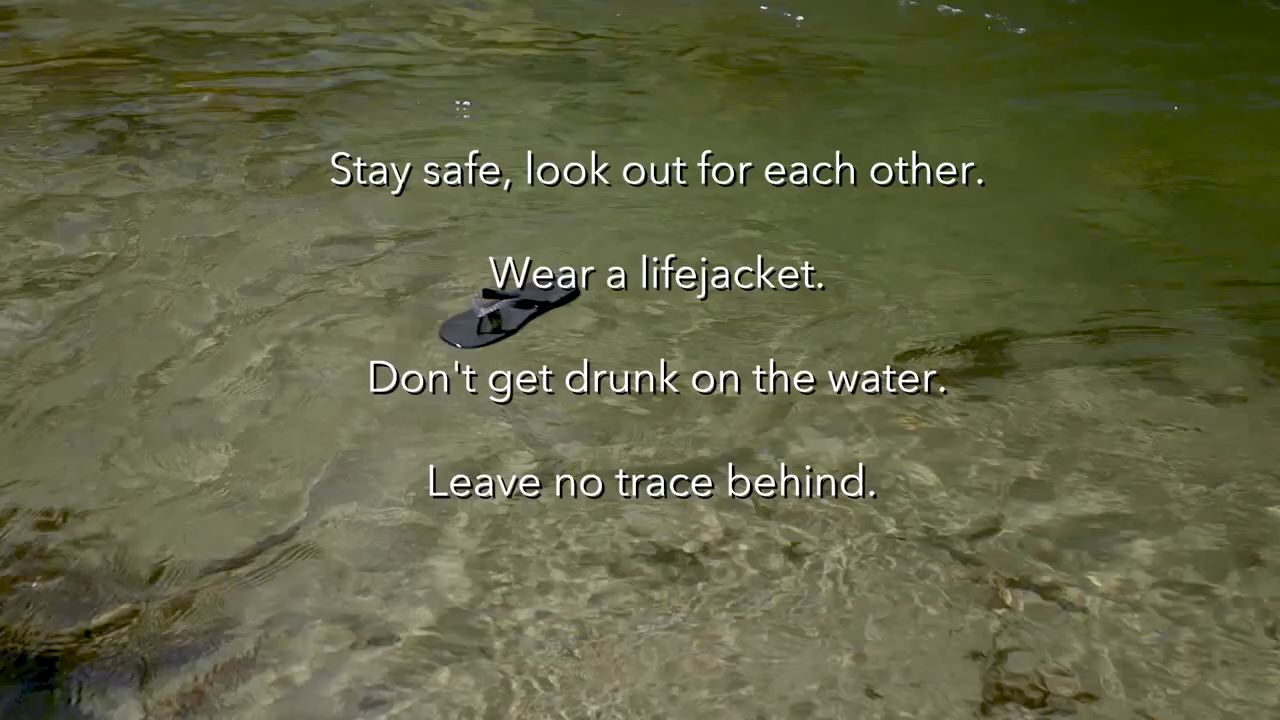 Stay safe, look out for each other.
Wear a lifejacket.
Don't get drunk on the water.
Leave no trace behind.